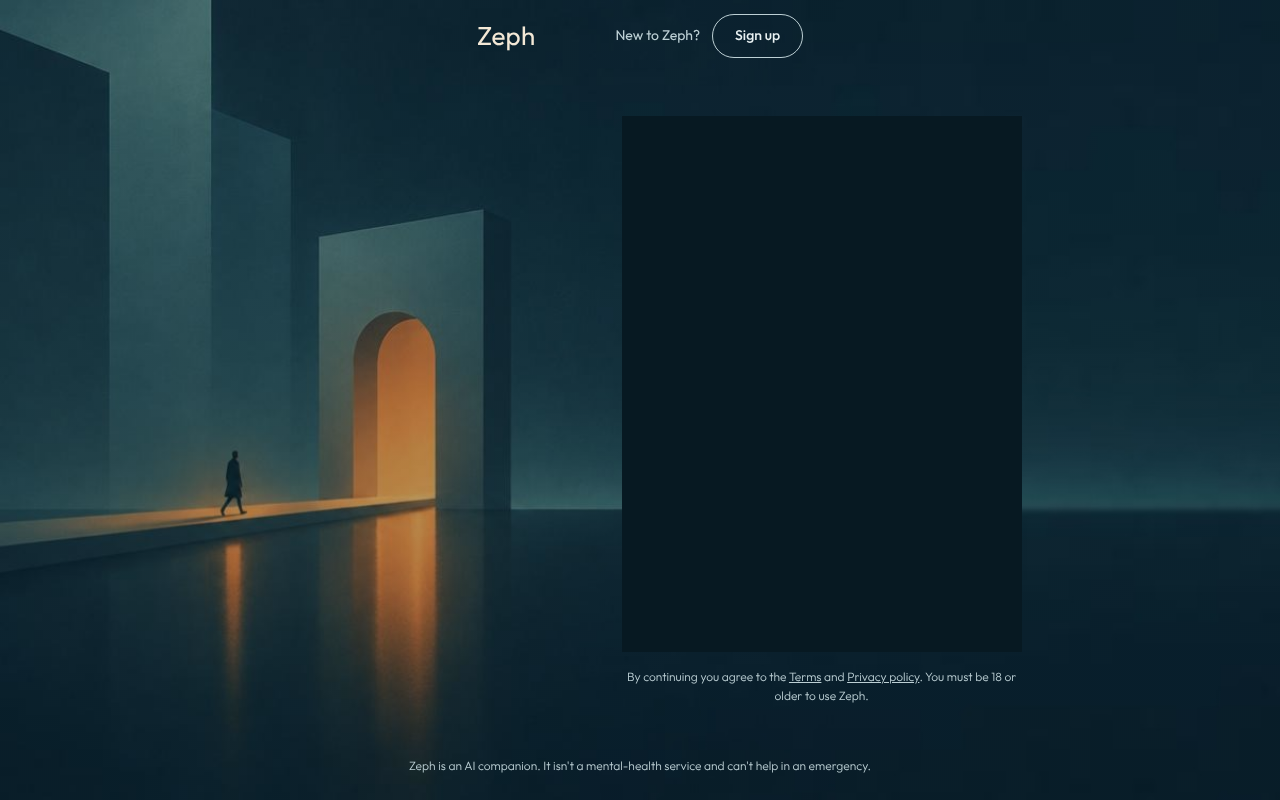 Zeph
New to Zeph? Sign up
By continuing you agree to the Terms and Privacy policy. You must be 18 or
older to use Zeph.
Zeph is an AI companion. It isn't a mental-health service and can't help in an emergency.